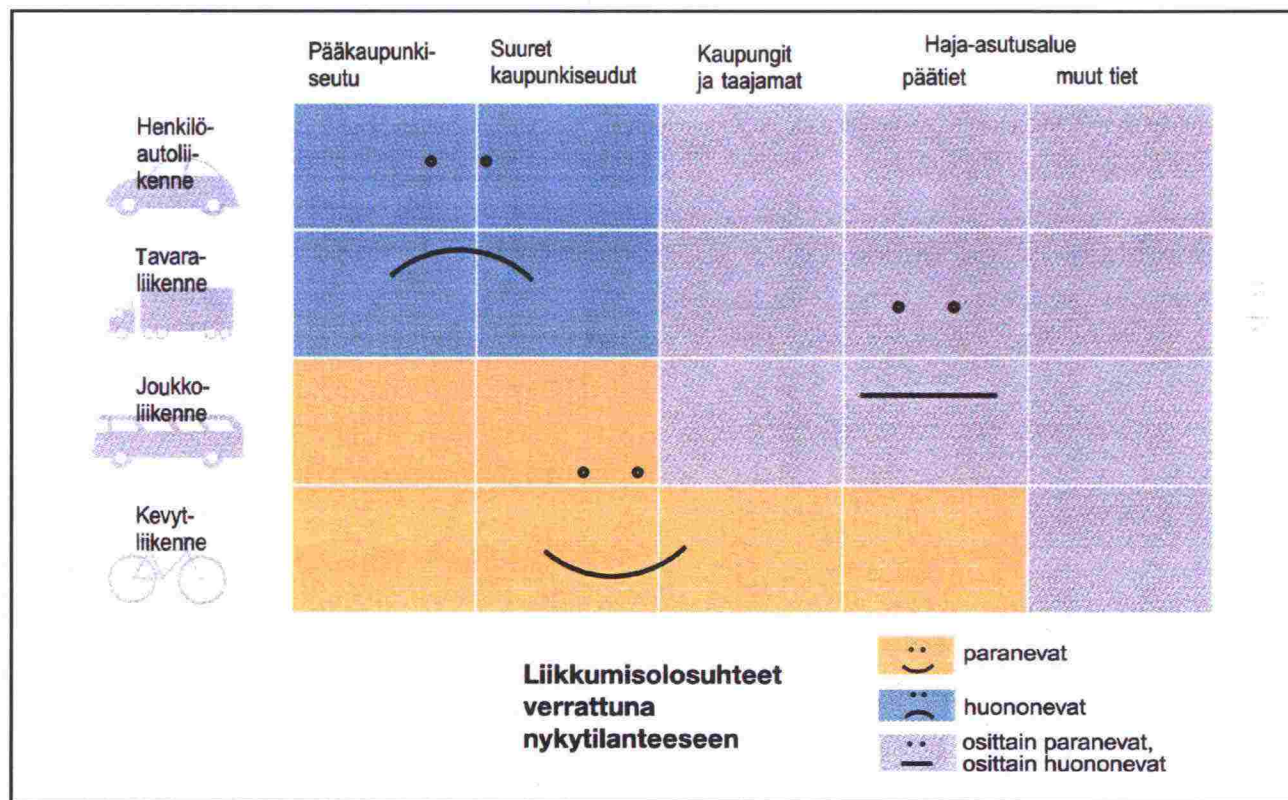 Pääkaupunki-
seutu
Suuret
kaupunkiseudut
Kaupungit
ja taajamat
Haja-asutusalue
päätiet
muut tiet
Henkilö-
autolii-
kenne
Tavara-
liikenne
Joukko-
liikenne
Kevyt-
liikenne
Liikkumisolosuhteet
verrattuna
nykytilanteeseen
paranevat
huononevat
osittain paranevat,
osittain huononevat